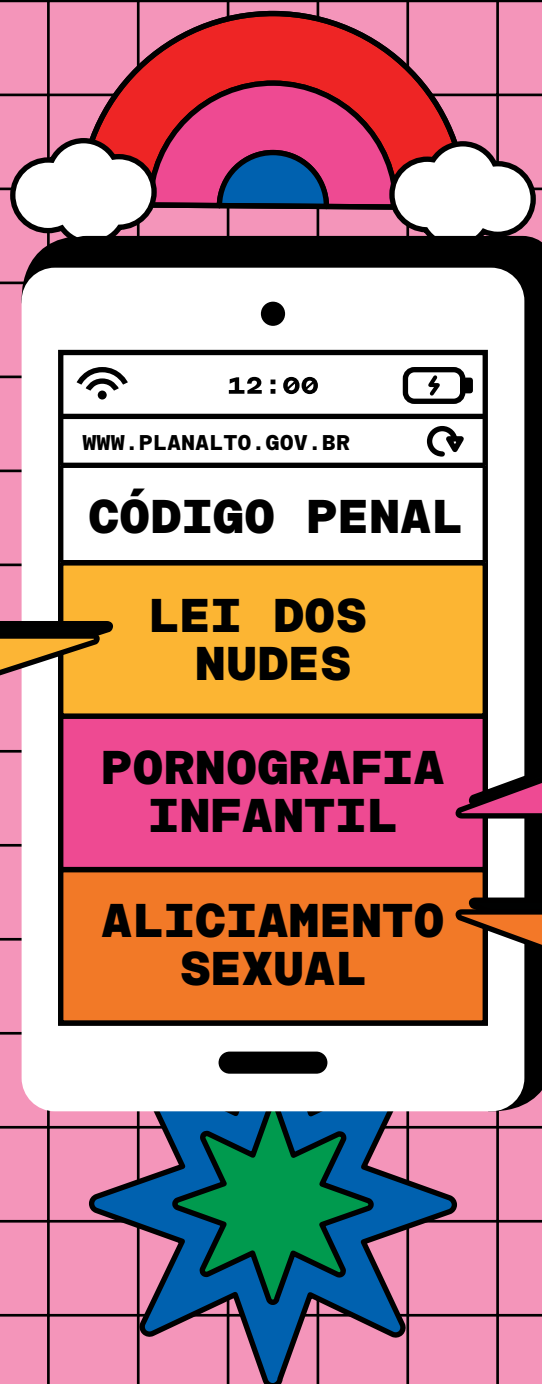 12:00
WWW.PLANALTO.GOV.BR
CÓDIGO PENAL
LEI DOS
NUDES
PORNOGRAFIA
INFANTIL
ALICIAMENTO
SEXUAL